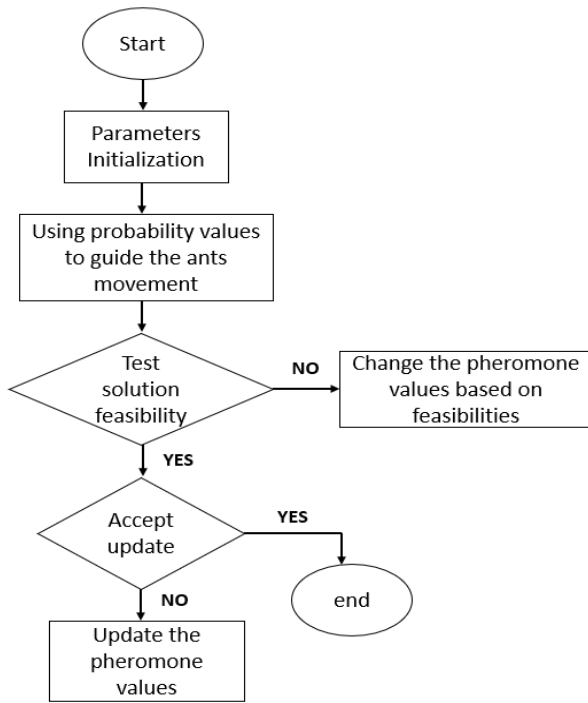 Start
Parameters
Initialization
Using probability values
to guide the ants
movement
Test
solution
feasibility
NO
Change the pheromone
values based on
feasibilities
YES
Accept
update
YES
end
NO
Update the
pheromone
values